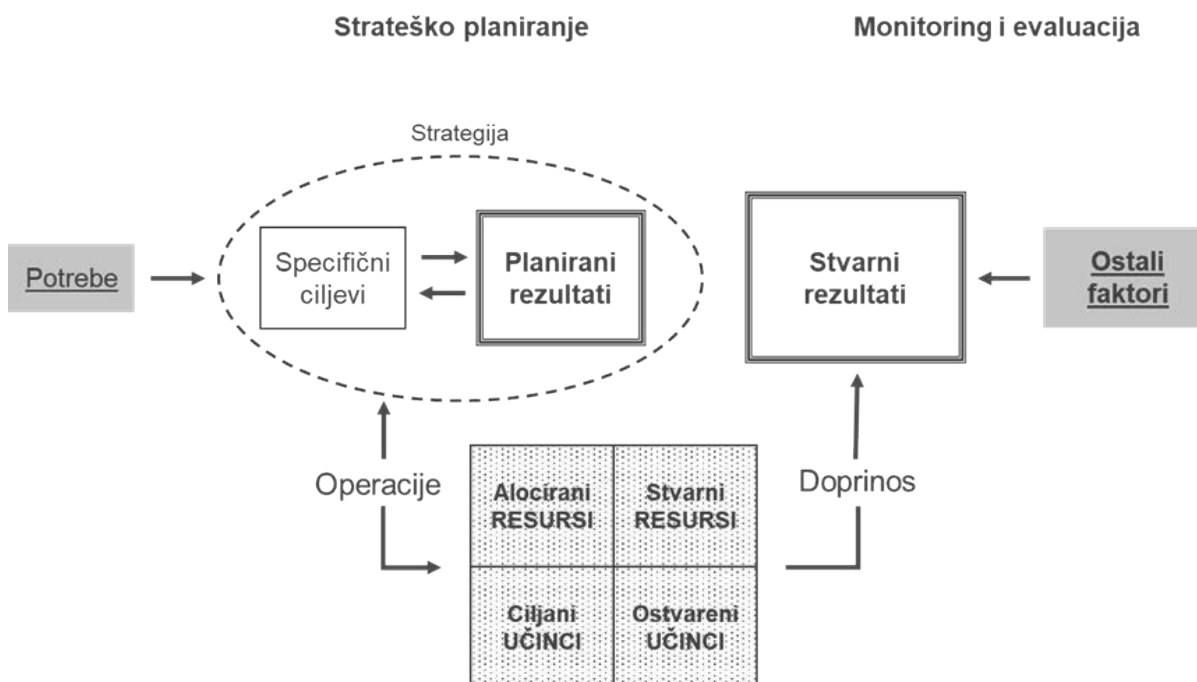 Strateško planiranje
Monitoring i evaluacija
Strategija
Potrebe
Specifični
ciljevi
Planirani
rezultati
Stvarni
rezultati
Ostali
faktori
Operacije
Alocirani
RESURSI
Stvarni
RESURSI
Doprinos
Ciljani
UČINCI
Ostvareni
UČINCI